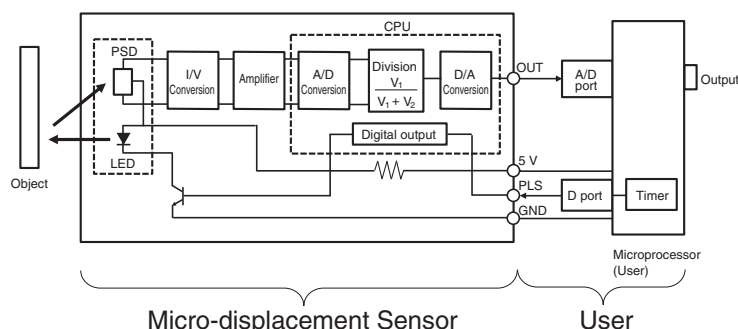 CPU
PSD
I/V
Conversion
Amplifier
A/D
Conversion
Division
V1
V1 + V2
D/A
Conversion
OUT
A/D
port
Output
Digital output
LED
Object
5 V
PLS
D port
Timer
GND
Microprocessor
(User)
Micro-displacement Sensor
User